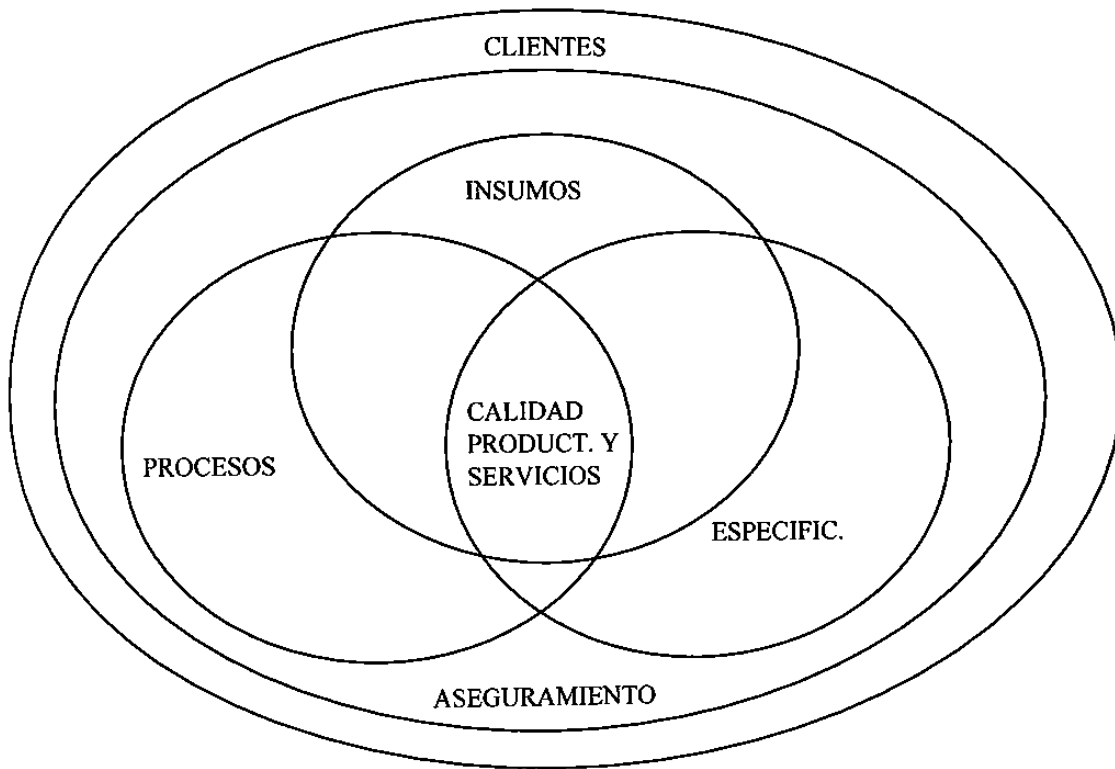 CLIENTES
INSUMOS
CALIDAD
PRODUCT. Y
SERVICIOS
PROCESOS
ESPECIFIC.
ASEGURAMIENTO